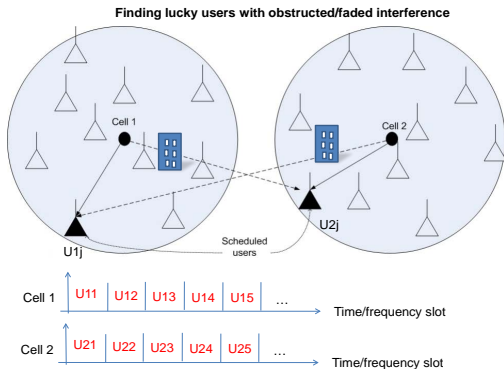 Finding lucky users with obstructed/faded interference
Cell 1
Cell 2
U1j
U2j
Scheduled
users
Cell 1
U11 U12 U13 U14 U15 ...
Time/frequency slot
Cell 2
U21 U22 U23 U24 U25 ...
Time/frequency slot